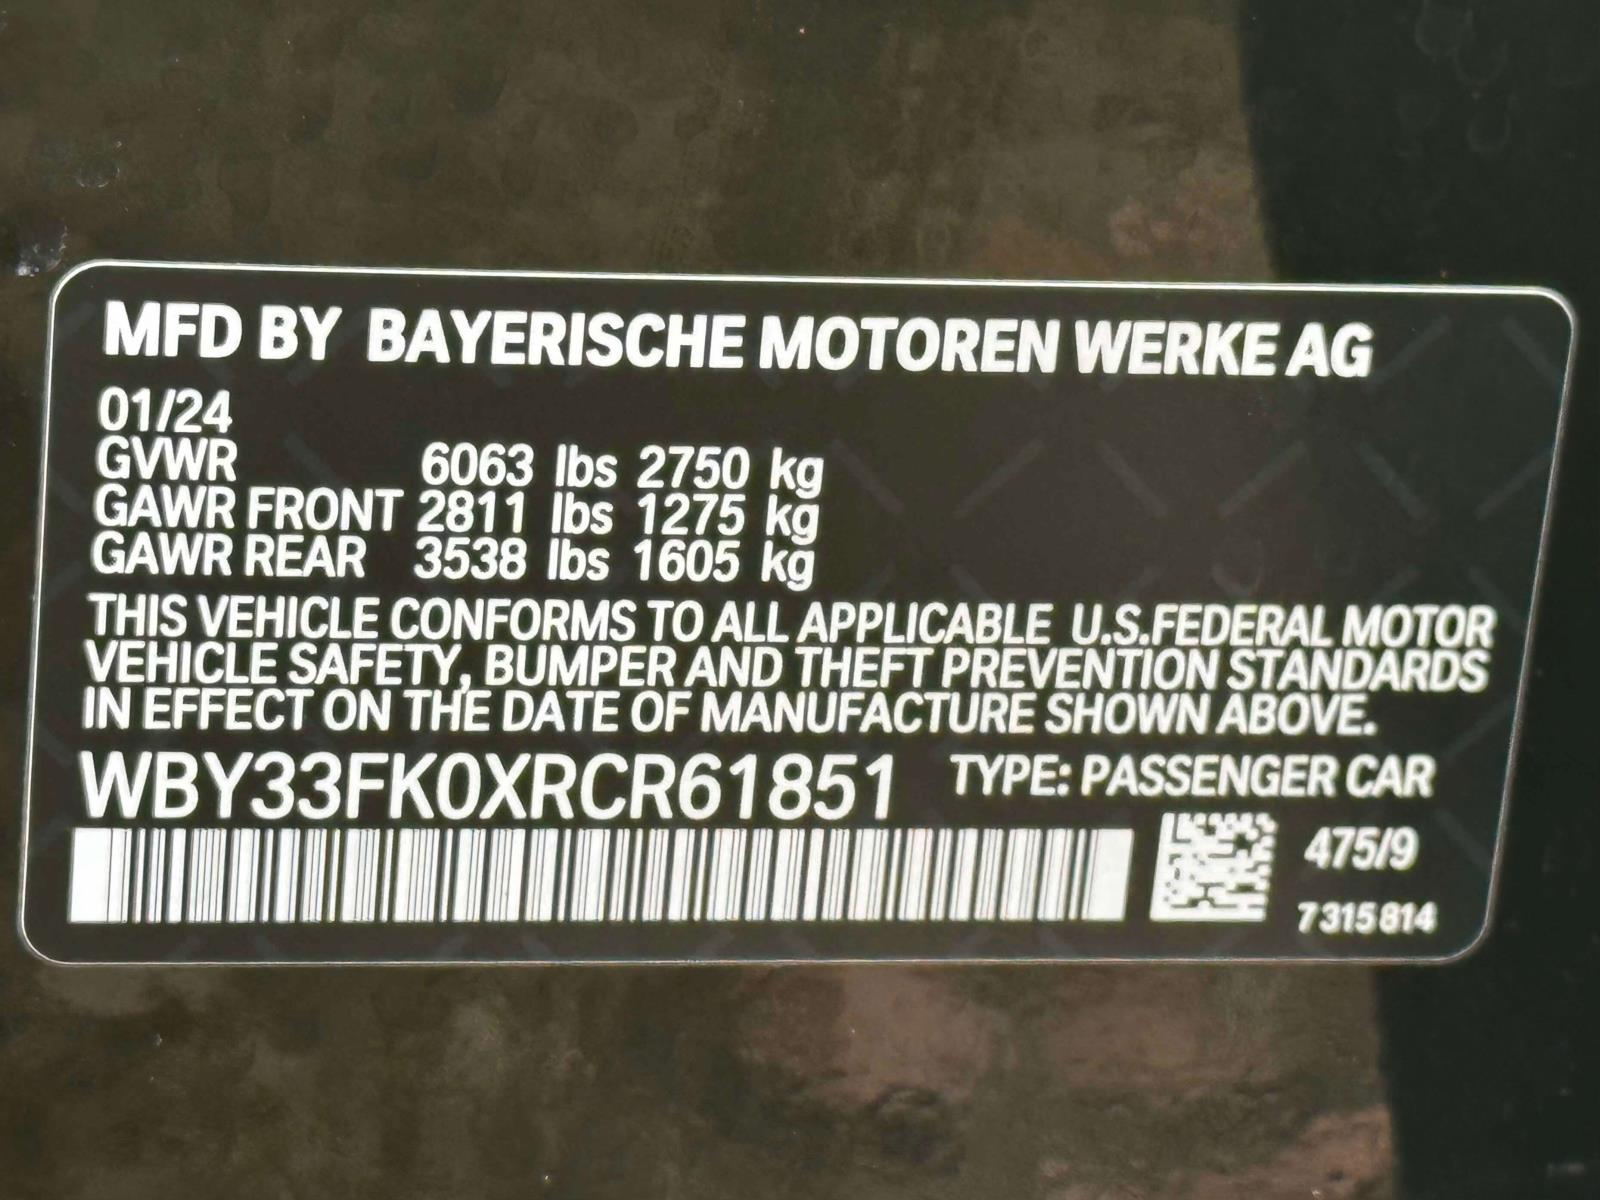 MFD BY BAYERISCHE MOTOREN WERKE AG
01/24
GVWR 6063 lbs 2750 kg
GAWR FRONT 2811 lbs 1275 kg
GAWR REAR 3538 lbs 1605 kg
THIS VEHICLE CONFORMS TO ALL APPLICABLE U.S.FEDERAL MOTOR
VEHICLE SAFETY, BUMPER AND THEFT PREVENTION STANDARDS
IN EFFECT ON THE DATE OF MANUFACTURE SHOWN ABOVE.
WBY33FK0XRCR61851 TYPE: PASSENGER CAR
475/9
7315814